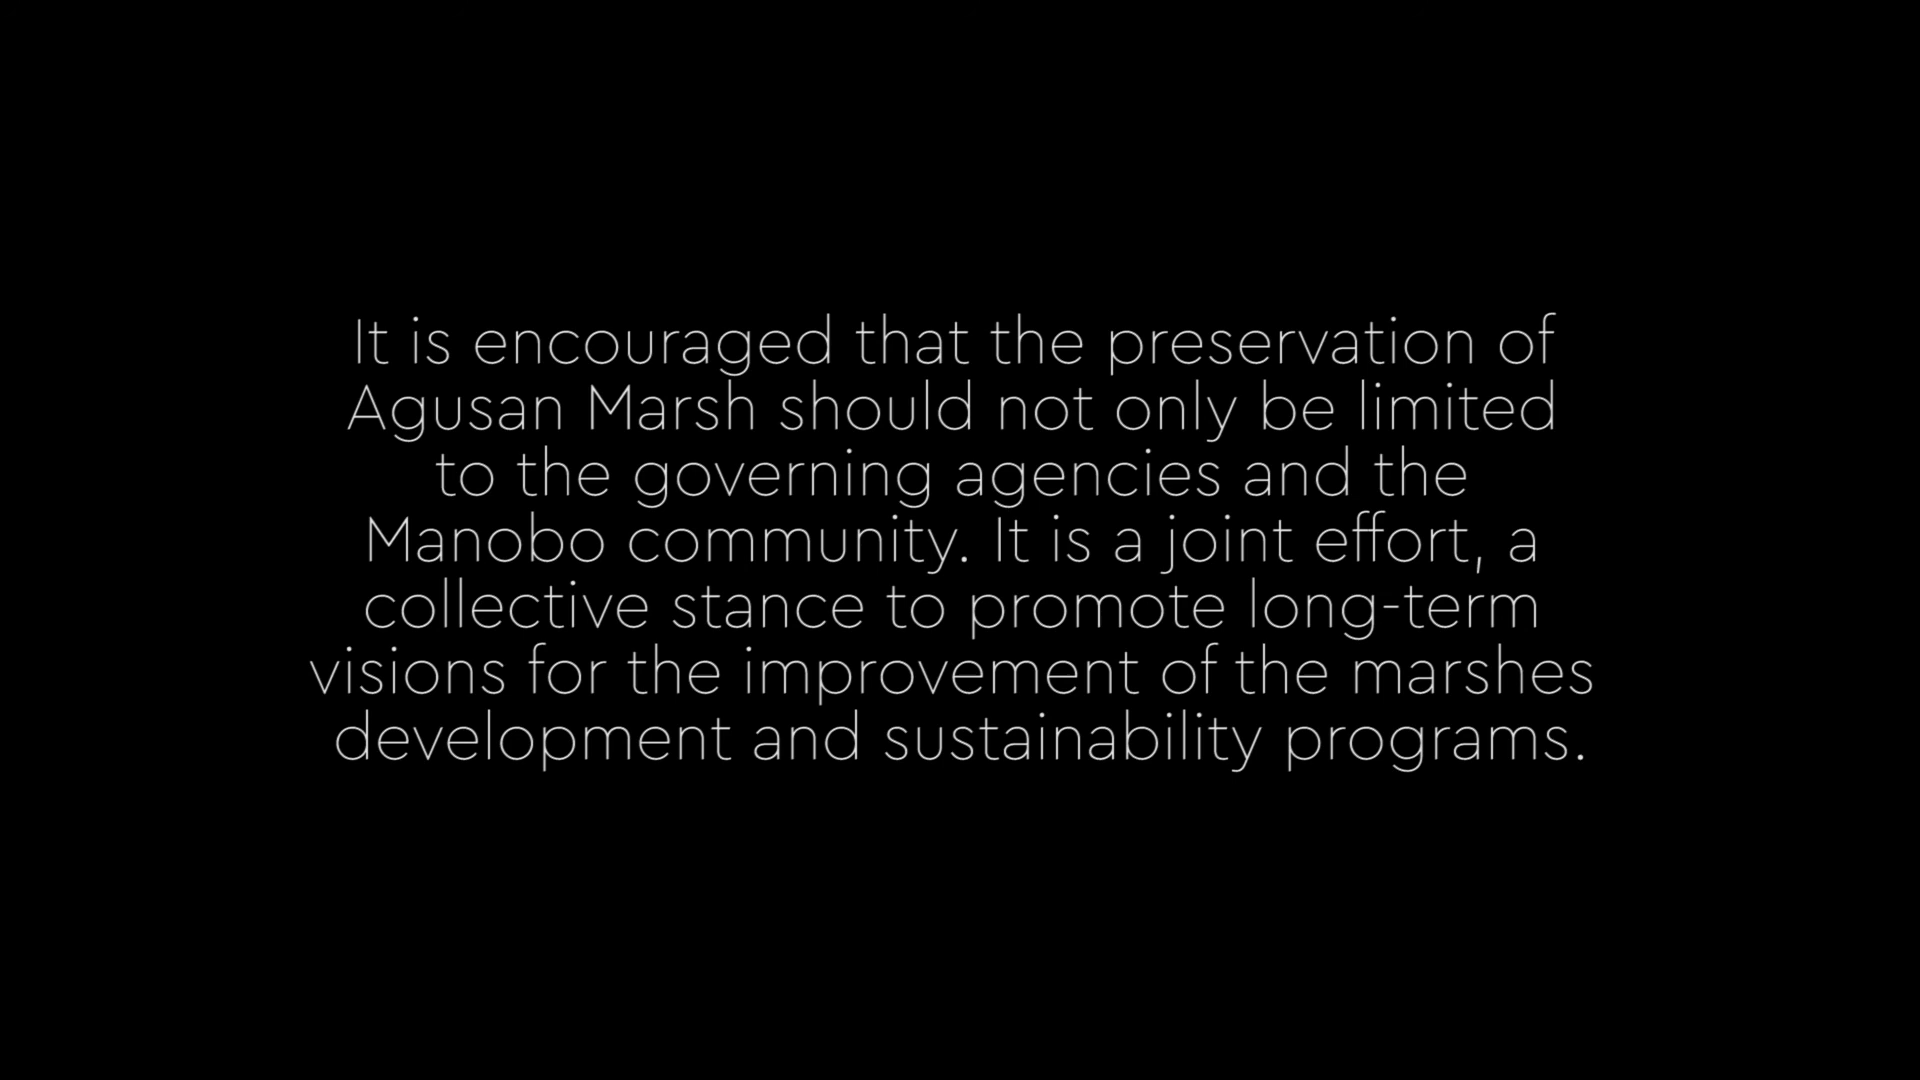 It is encouraged that the preservation of
Agusan Marsh should not only be limited
to the governing agencies and the
Manobo community. It is a joint effort, a
collective stance to promote long-term
visions for the improvement of the marshes
development and sustainability programs.